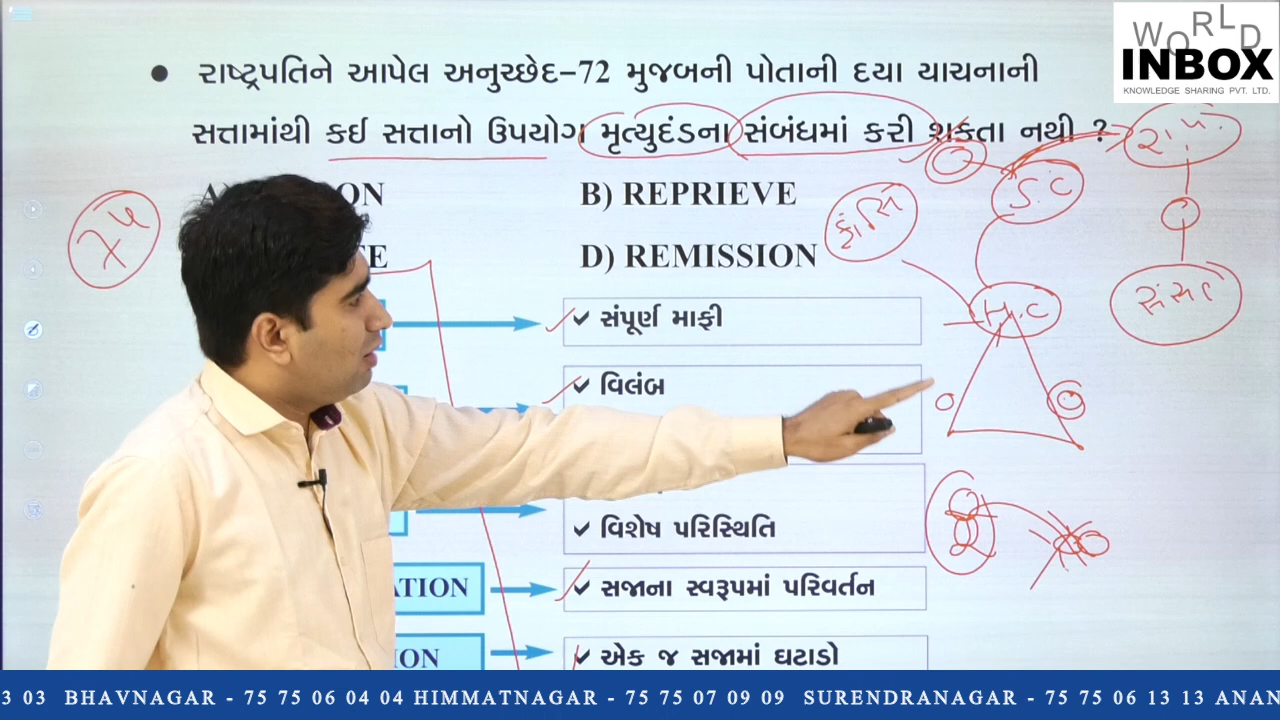 WORLD
INBOX
KNOWLEDGE SHARING PVT. LTD.
● રાષ્ટ્રપતિને આપેલ અનુચ્છેદ–72 મુજબની પોતાની દયા યાચનાની
સત્તામાંથી કઈ સત્તાનો ઉપયોગ મૃત્યુદંડના સંબંધમાં કરી શકતા નથી ?
રા.પ.
S.C
B) REPRIEVE
૭૫
ફાંસિ
D) REMISSION
સંસદ
H.C
✔ સંપૂર્ણ માફી
✔ વિલંબ
✔ વિશેષ પરિસ્થિતિ
✔ સજાના સ્વરૂપમાં પરિવર્તન
✔ એક જ સજામાં ઘટાડો
3 03 BHAVNAGAR - 75 75 06 04 04 HIMMATNAGAR - 75 75 07 09 09 SURENDRANAGAR - 75 75 06 13 13 ANAN